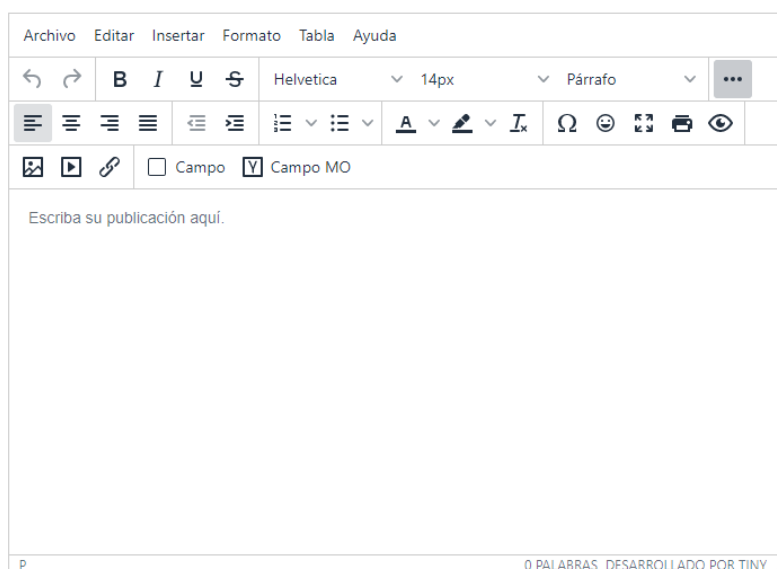 Archivo Editar Insertar Formato Tabla Ayuda
B I U S Helvetica 14px Párrafo
A Ω
Y Campo Campo MO
Escriba su publicación aquí.
P 0 PALABRAS DESARROLLADO POR TINY